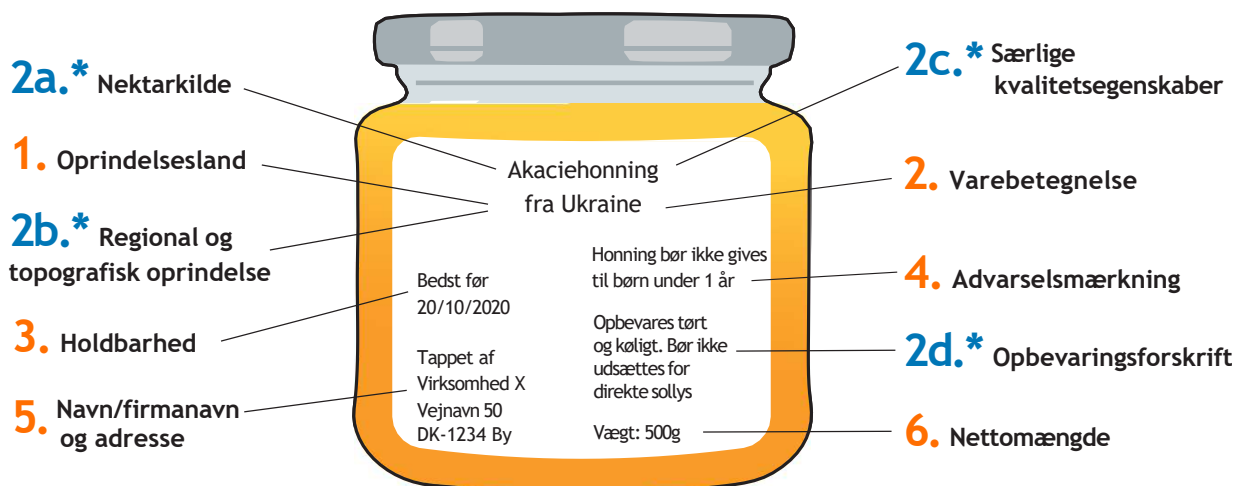 2a.* Nektarkilde
1. Oprindelsesland
2b.* Regional og
topografisk oprindelse
3. Holdbarhed
5. Navn/firmanavn
og adresse
Akaciehonning
fra Ukraine
Bedst før
20/10/2020
Tappet af
Virksomhed X
Vejnavn 50
DK-1234 By
Honning bør ikke gives
til børn under 1 år
Opbevares tørt
og køligt. Bør ikke
udsættes for
direkte sollys
Vægt: 500g
2c.* Særlige
kvalitetsegenskaber
2. Varebetegnelse
4. Advarselsmærkning
2d.* Opbevaringsforskrift
6. Nettomængde